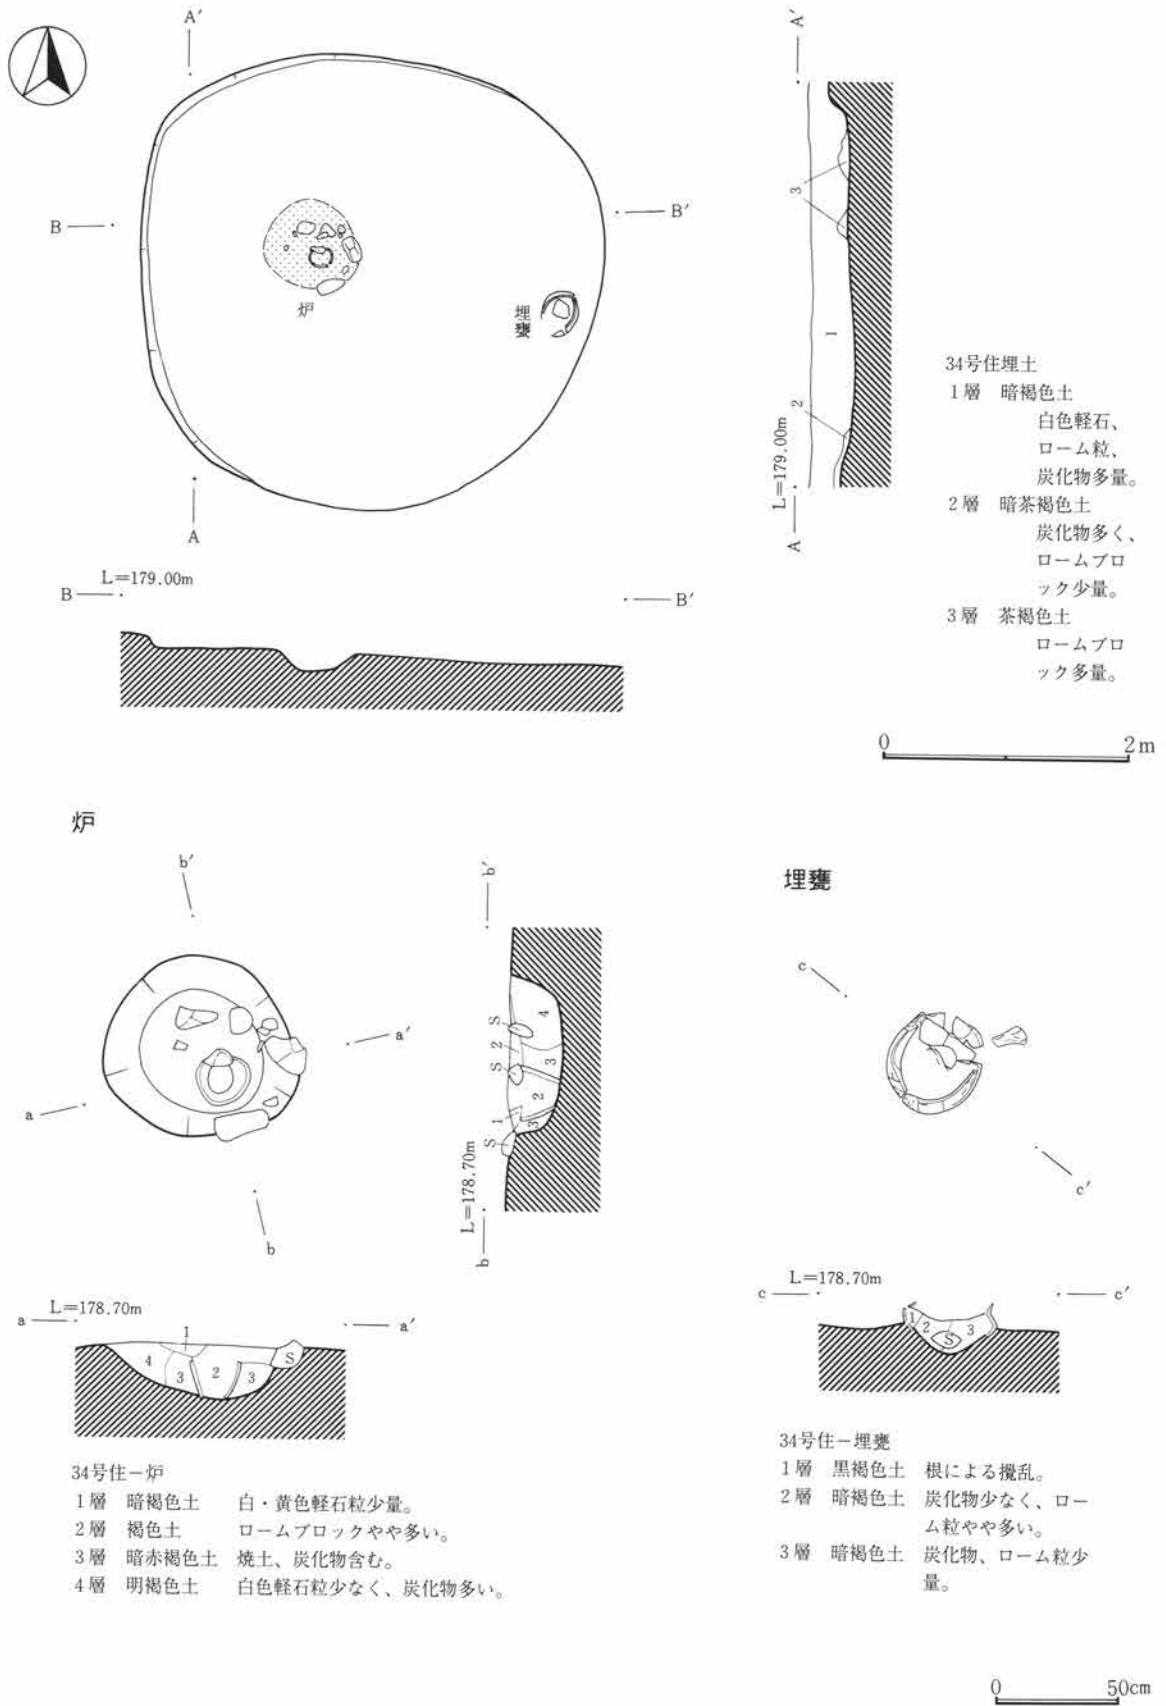 A′
A′
B
B′
炉
埋甕
3
1
2
L=179.00m
A
A
34号住埋土
1層 暗褐色土
白色軽石、
ローム粒、
炭化物多量。
2層 暗茶褐色土
炭化物多く、
ロームブロ
ック少量。
3層 茶褐色土
ロームブロ
ック多量。
L=179.00m
B
B′
0 2m
炉
b′
b′
埋甕
a′
a
b
S
2
S
1
S
4
3
2
3
L=178.70m
b
c
c′
L=178.70m
a
a′
1
4
3
2
3
S
L=178.70m
c
c′
1
2
S
3
34号住－炉
1層 暗褐色土 白・黄色軽石粒少量。
2層 褐色土 ロームブロックやや多い。
3層 暗赤褐色土 焼土、炭化物含む。
4層 明褐色土 白色軽石粒少なく、炭化物多い。
34号住－埋甕
1層 黒褐色土 根による攪乱。
2層 暗褐色土 炭化物少なく、ロー
ム粒やや多い。
3層 暗褐色土 炭化物、ローム粒少
量。
0 50cm